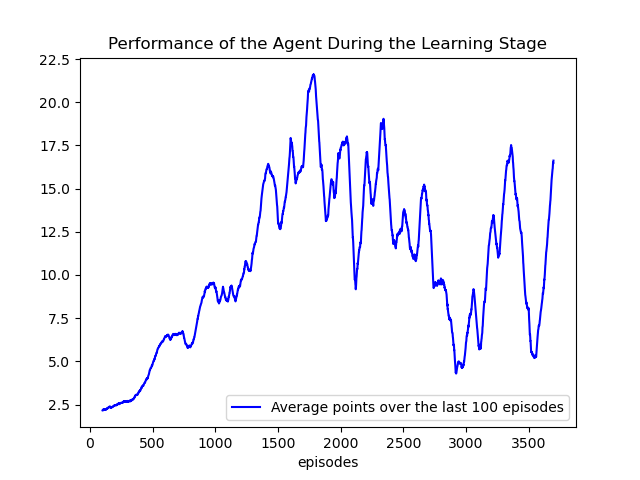 Performance of the Agent During the Learning Stage
22.5
20.0
17.5
15.0
12.5
10.0
7.5
5.0
2.5
Average points over the last 100 episodes
0 500 1000 1500 2000 2500 3000 3500
episodes